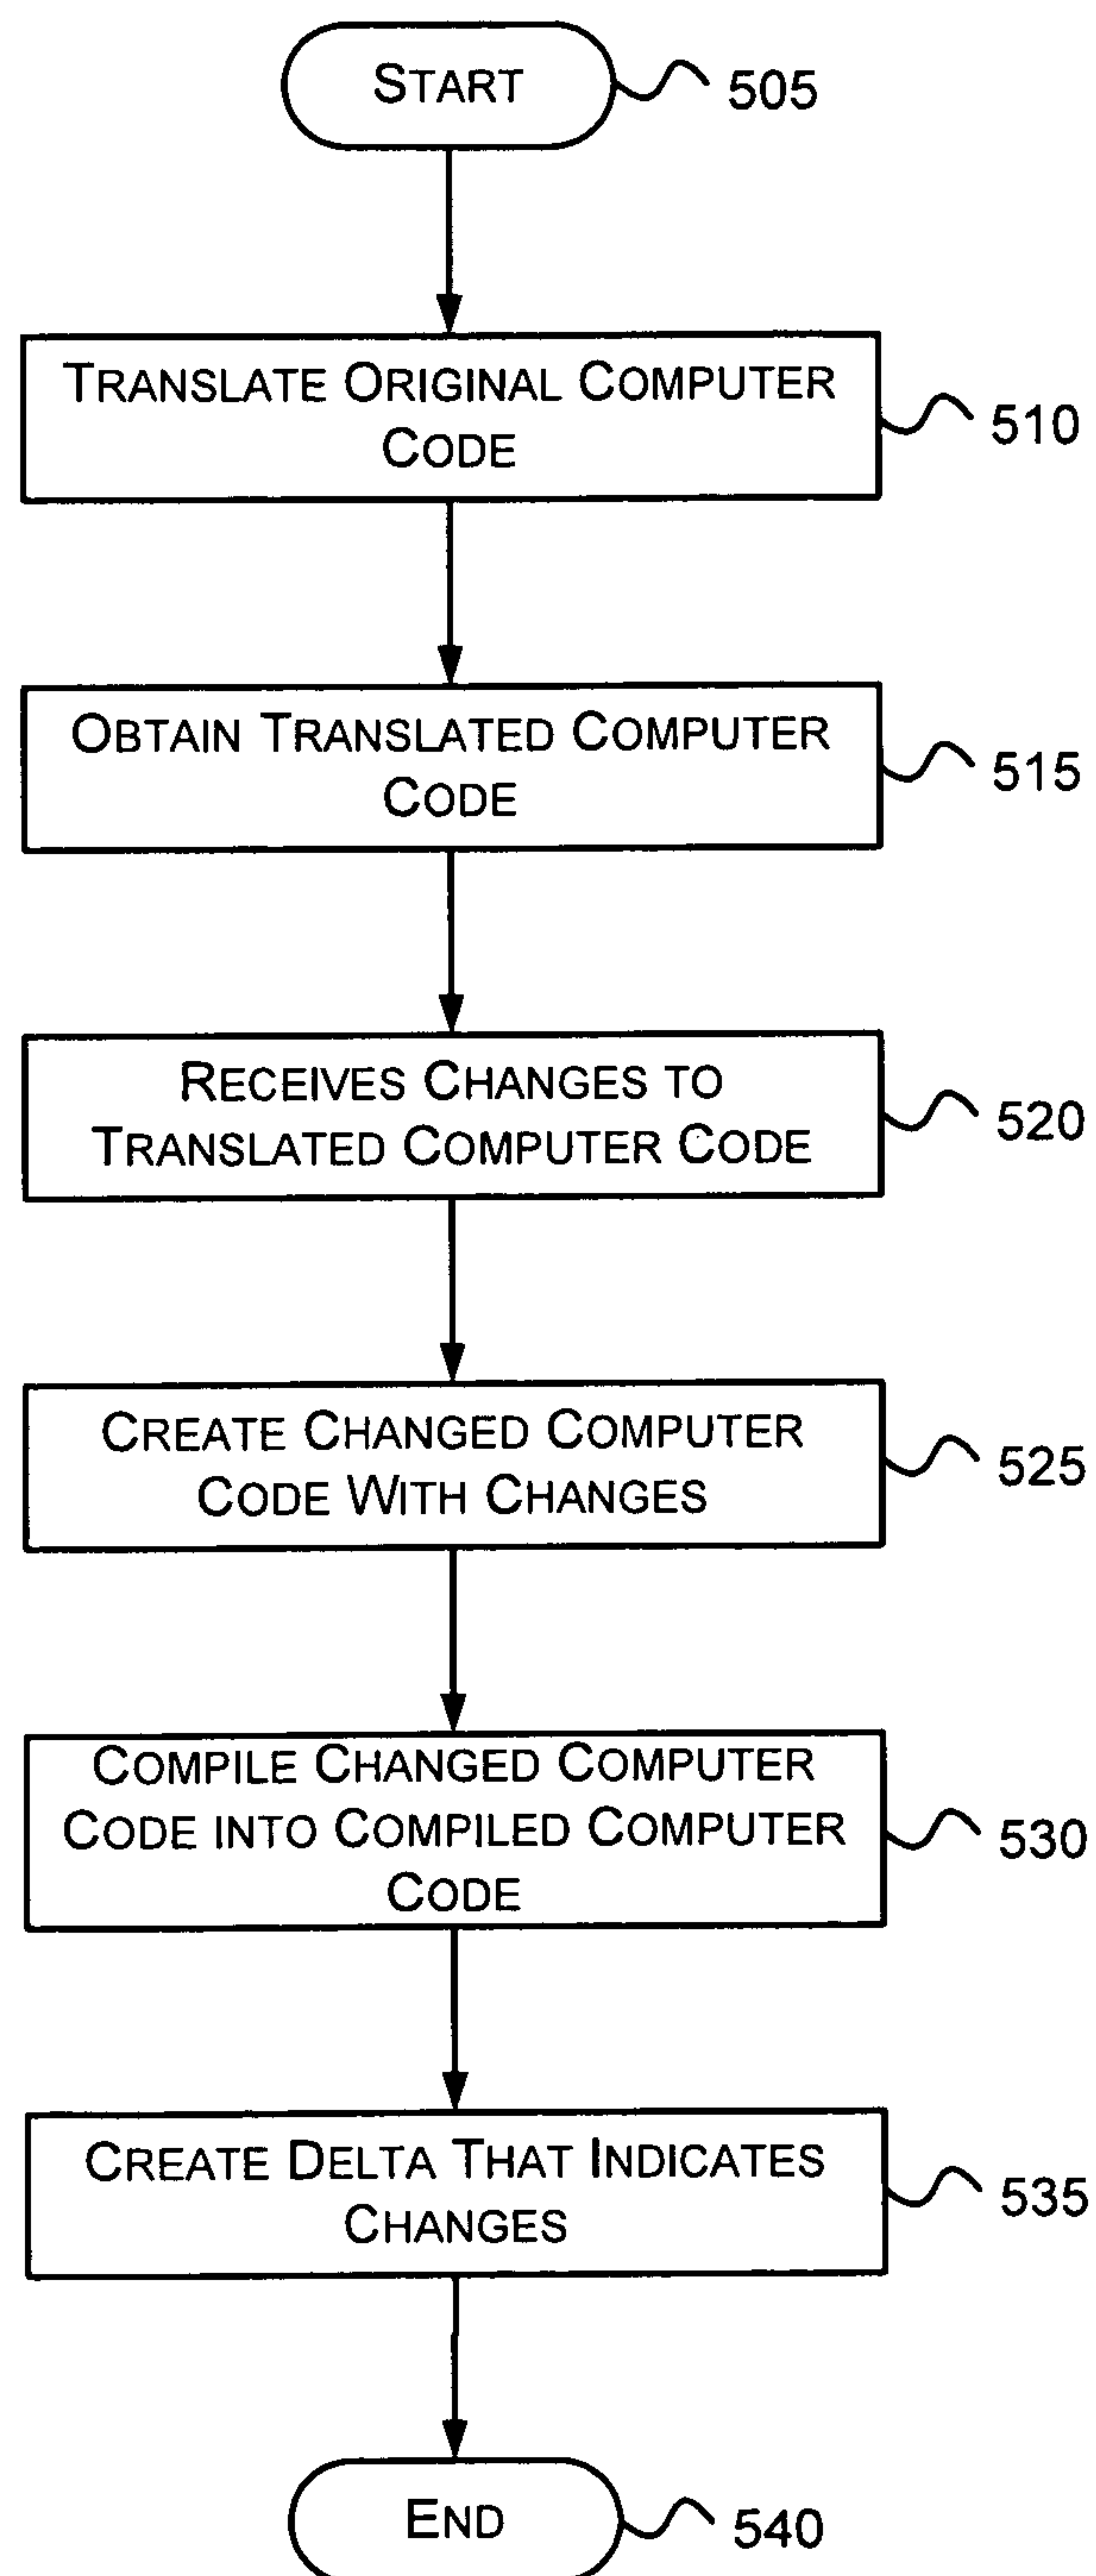 START
505
TRANSLATE ORIGINAL COMPUTER
CODE
510
OBTAIN TRANSLATED COMPUTER
CODE
515
RECEIVES CHANGES TO
TRANSLATED COMPUTER CODE
520
CREATE CHANGED COMPUTER
CODE WITH CHANGES
525
COMPILE CHANGED COMPUTER
CODE INTO COMPILED COMPUTER
CODE
530
CREATE DELTA THAT INDICATES
CHANGES
535
END
540